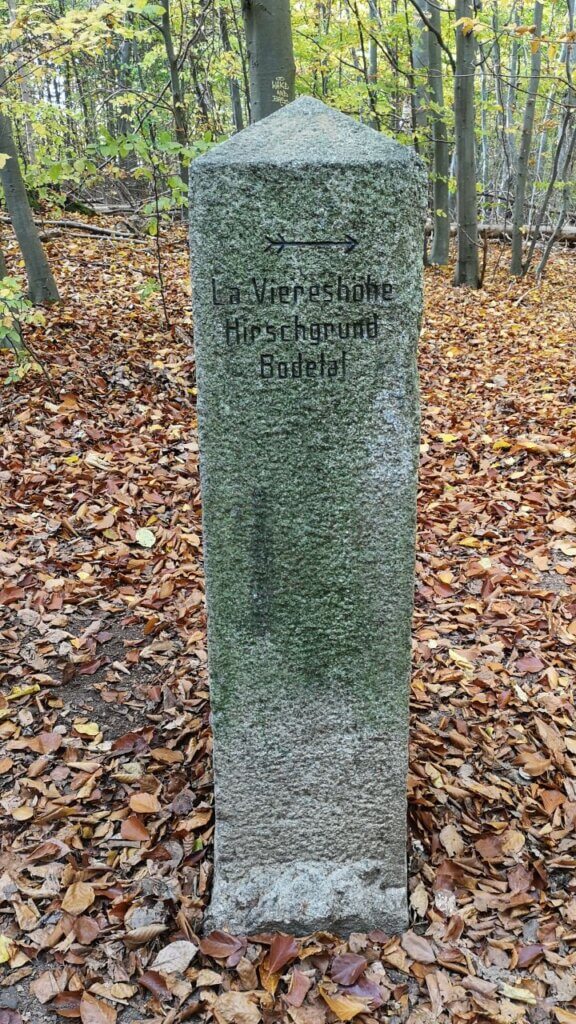 La Viereshöhe
Hirschgrund
Bodetal